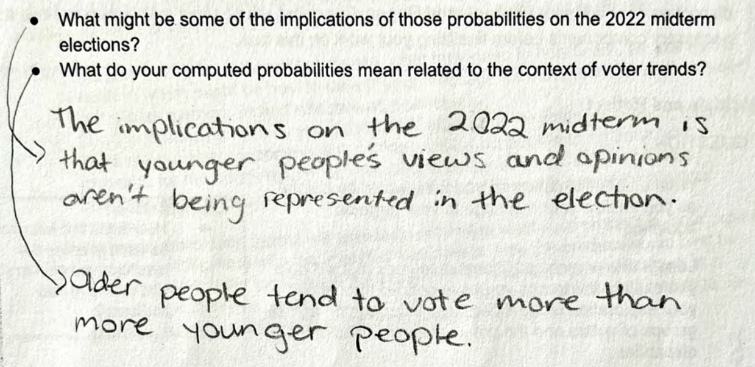 • What might be some of the implications of those probabilities on the 2022 midterm
elections?
• What do your computed probabilities mean related to the context of voter trends?
The implications on the 2022 midterm is
that younger people's views and opinions
aren't being represented in the election.
Older people tend to vote more than
more younger people.